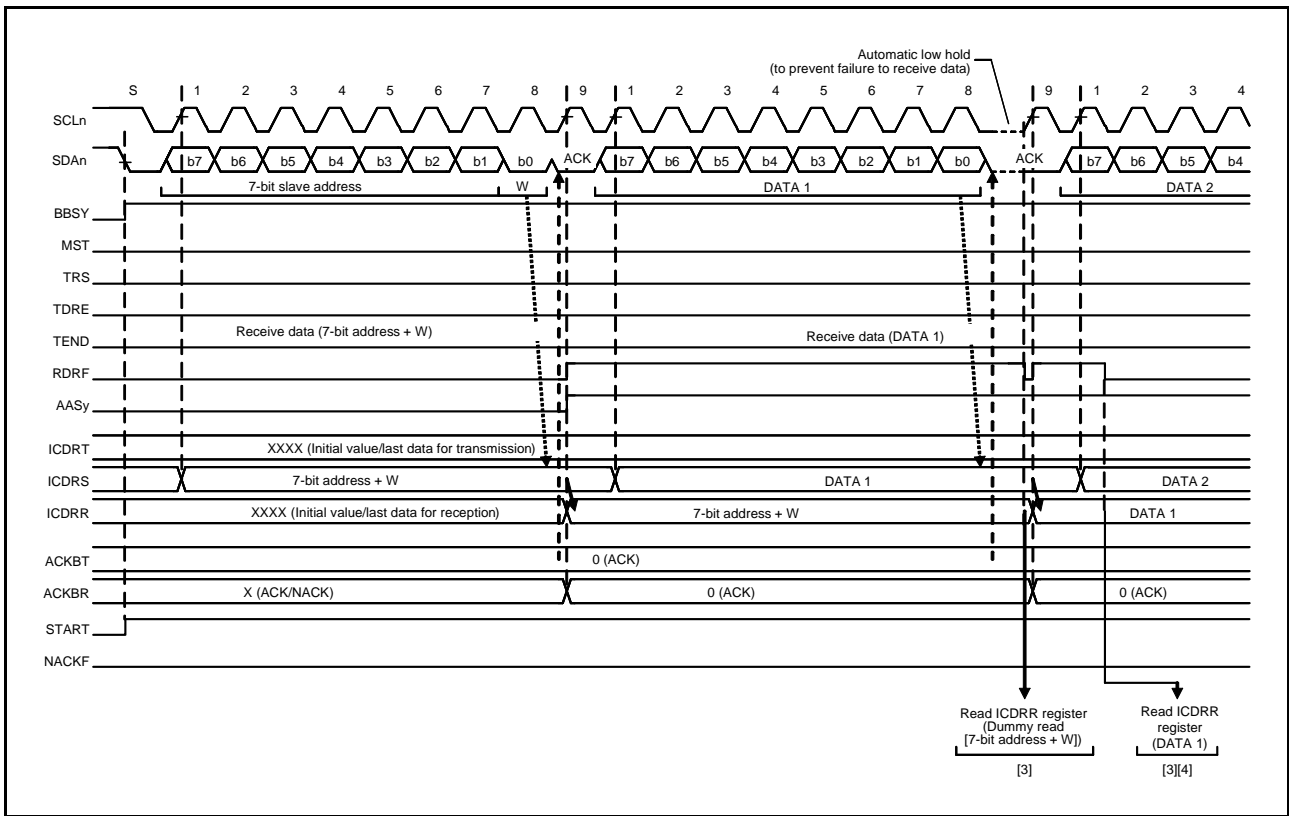 Automatic low hold
(to prevent failure to receive data)
S 1 2 3 4 5 6 7 8 9 1 2 3 4 5 6 7 8 9 1 2 3 4
SCLn
SDAn b7 b6 b5 b4 b3 b2 b1 b0 ACK b7 b6 b5 b4 b3 b2 b1 b0 ACK b7 b6 b5 b4
7-bit slave address W DATA 1 DATA 2
BBSY
MST
TRS
TDRE
Receive data (7-bit address + W) Receive data (DATA 1)
TEND
RDRF
AASy
ICDRT XXXX (Initial value/last data for transmission)
ICDRS 7-bit address + W DATA 1 DATA 2
ICDRR XXXX (Initial value/last data for reception) 7-bit address + W DATA 1
ACKBT 0 (ACK)
ACKBR X (ACK/NACK) 0 (ACK) 0 (ACK)
START
NACKF
Read ICDRR register
(Dummy read
[7-bit address + W])
[3]
Read ICDRR
register
(DATA 1)
[3][4]